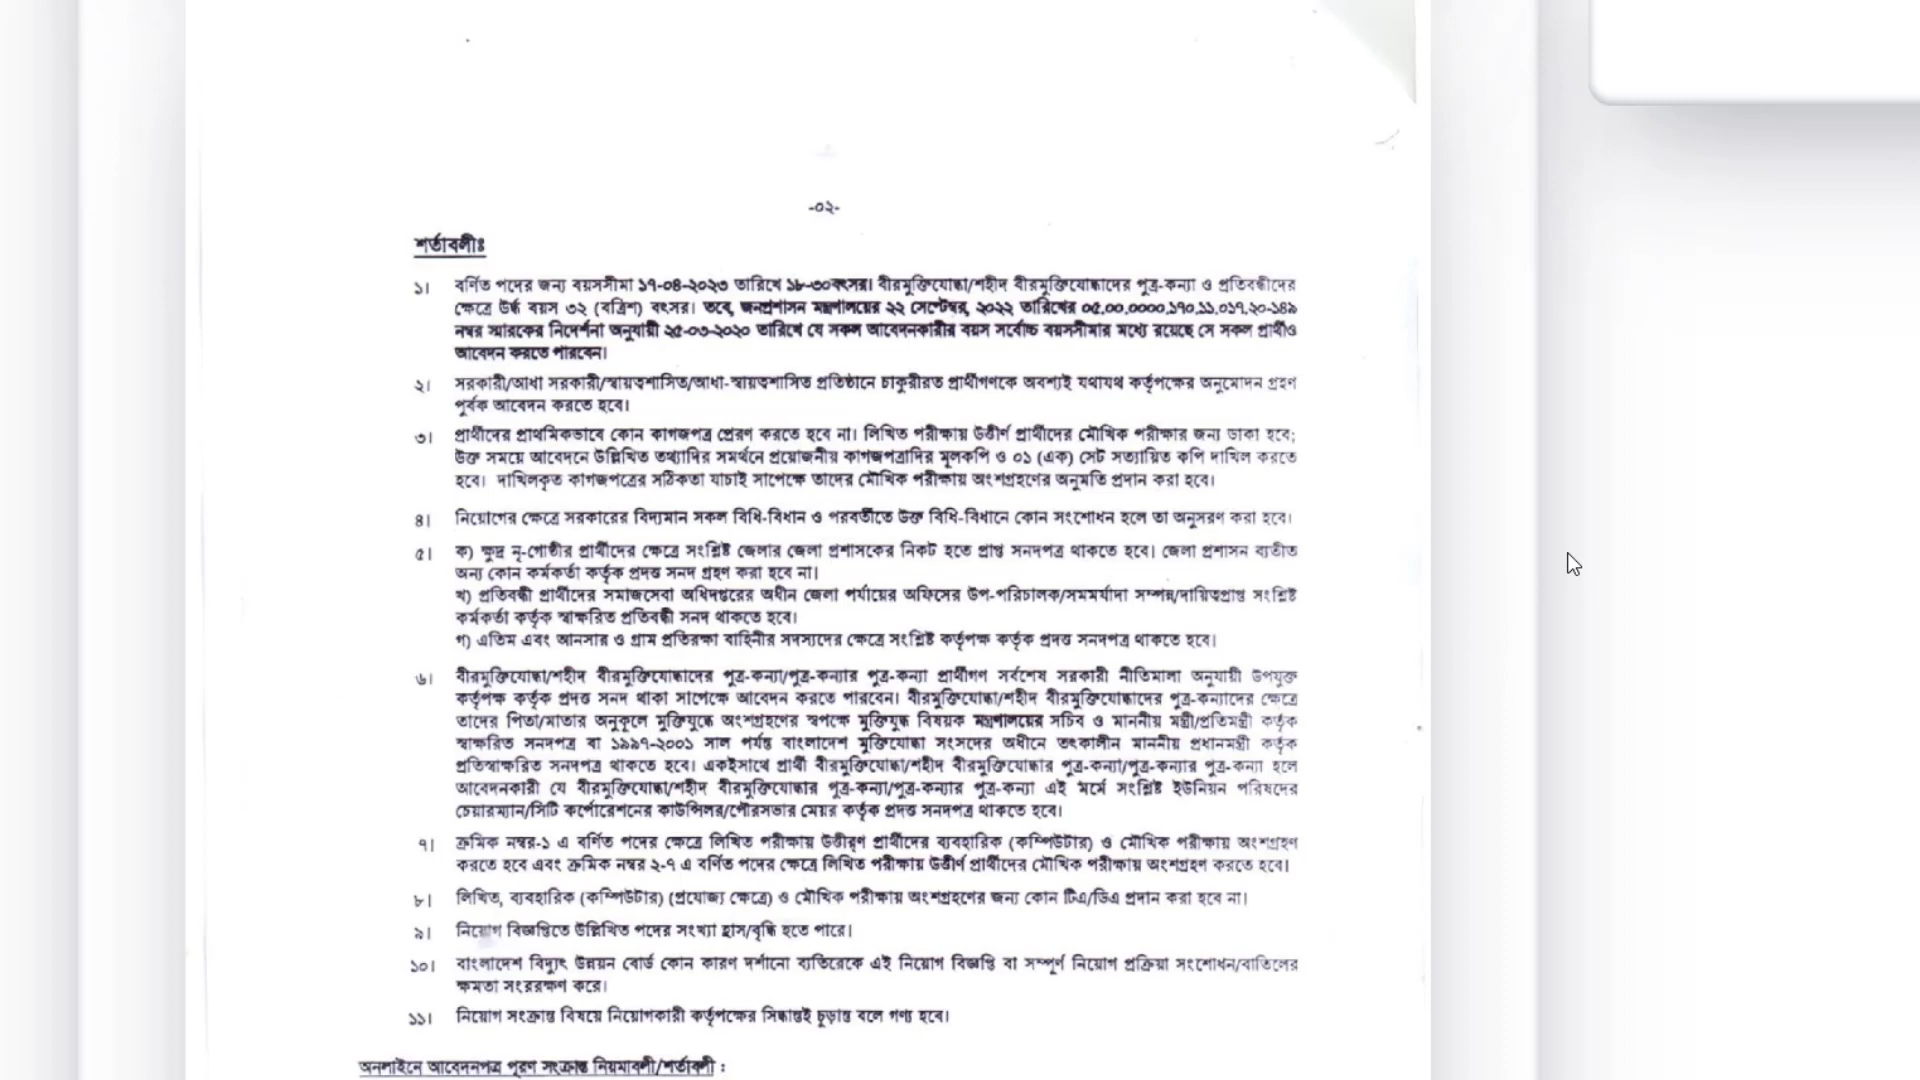 -০২-
শর্তাবলীঃ
১। বর্ণিত পদের জন্য বয়সসীমা ১৭-০৪-২০২৩ তারিখে ১৮-৩০বৎসর। বীরমুক্তিযোদ্ধা/শহীদ বীরমুক্তিযোদ্ধাদের পুত্র-কন্যা ও প্রতিবন্ধীদের
ক্ষেত্রে উর্দ্ধ বয়স ৩২ (বত্রিশ) বৎসর। তবে, জনপ্রশাসন মন্ত্রণালয়ের ২২ সেপ্টেম্বর, ২০২২ তারিখের ০৫.০০.০০০০.১৭০.১১.০১৭.২০-১৪৯
নম্বর স্মারকের নির্দেশনা অনুযায়ী ২৫-০৩-২০২০ তারিখে যে সকল আবেদনকারীর বয়স সর্বোচ্চ বয়সসীমার মধ্যে রয়েছে সে সকল প্রার্থীও
আবেদন করতে পারবেন।
২। সরকারী/আধা সরকারী/স্বায়ত্বশাসিত/আধা-স্বায়ত্বশাসিত প্রতিষ্ঠানে চাকুরীরত প্রার্থীগণকে অবশ্যই যথাযথ কর্তৃপক্ষের অনুমোদন গ্রহণ
পূর্বক আবেদন করতে হবে।
৩। প্রার্থীদের প্রাথমিকভাবে কোন কাগজপত্র প্রেরণ করতে হবে না। লিখিত পরীক্ষায় উত্তীর্ণ প্রার্থীদের মৌখিক পরীক্ষার জন্য ডাকা হবে;
উক্ত সময়ে আবেদনে উল্লিখিত তথ্যাদির সমর্থনে প্রয়োজনীয় কাগজপত্রাদির মূলকপি ও ০১ (এক) সেট সত্যায়িত কপি দাখিল করতে
হবে। দাখিলকৃত কাগজপত্রের সঠিকতা যাচাই সাপেক্ষে তাদের মৌখিক পরীক্ষায় অংশগ্রহণের অনুমতি প্রদান করা হবে।
৪। নিয়োগের ক্ষেত্রে সরকারের বিদ্যমান সকল বিধি-বিধান ও পরবর্তীতে উক্ত বিধি-বিধানে কোন সংশোধন হলে তা অনুসরণ করা হবে।
৫। ক) ক্ষুদ্র নৃ-গোষ্ঠীর প্রার্থীদের ক্ষেত্রে সংশ্লিষ্ট জেলার জেলা প্রশাসকের নিকট হতে প্রাপ্ত সনদপত্র থাকতে হবে। জেলা প্রশাসন ব্যতীত
অন্য কোন কর্মকর্তা কর্তৃক প্রদত্ত সনদ গ্রহণ করা হবে না।
খ) প্রতিবন্ধী প্রার্থীদের সমাজসেবা অধিদপ্তরের অধীন জেলা পর্যায়ের অফিসের উপ-পরিচালক/সমমর্যাদা সম্পন্ন/দায়িত্বপ্রাপ্ত সংশ্লিষ্ট
কর্মকর্তা কর্তৃক স্বাক্ষরিত প্রতিবন্ধী সনদ থাকতে হবে।
গ) এতিম এবং আনসার ও গ্রাম প্রতিরক্ষা বাহিনীর সদস্যদের ক্ষেত্রে সংশ্লিষ্ট কর্তৃপক্ষ কর্তৃক প্রদত্ত সনদপত্র থাকতে হবে।
৬। বীরমুক্তিযোদ্ধা/শহীদ বীরমুক্তিযোদ্ধাদের পুত্র-কন্যা/পুত্র-কন্যার পুত্র-কন্যা প্রার্থীগণ সর্বশেষ সরকারী নীতিমালা অনুযায়ী উপযুক্ত
কর্তৃপক্ষ কর্তৃক প্রদত্ত সনদ থাকা সাপেক্ষে আবেদন করতে পারবেন। বীরমুক্তিযোদ্ধা/শহীদ বীরমুক্তিযোদ্ধাদের পুত্র-কন্যাদের ক্ষেত্রে
তাদের পিতা/মাতার অনুকূলে মুক্তিযুদ্ধে অংশগ্রহণের স্বপক্ষে মুক্তিযুদ্ধ বিষয়ক মন্ত্রণালয়ের সচিব ও মাননীয় মন্ত্রী/প্রতিমন্ত্রী কর্তৃক
স্বাক্ষরিত সনদপত্র বা ১৯৯৭-২০০১ সাল পর্যন্ত বাংলাদেশ মুক্তিযোদ্ধা সংসদের অধীনে তৎকালীন মাননীয় প্রধানমন্ত্রী কর্তৃক
প্রতিস্বাক্ষরিত সনদপত্র থাকতে হবে। একইসাথে প্রার্থী বীরমুক্তিযোদ্ধা/শহীদ বীরমুক্তিযোদ্ধার পুত্র-কন্যা/পুত্র-কন্যার পুত্র-কন্যা হলে
আবেদনকারী যে বীরমুক্তিযোদ্ধা/শহীদ বীরমুক্তিযোদ্ধার পুত্র-কন্যা/পুত্র-কন্যার পুত্র-কন্যা এই মর্মে সংশ্লিষ্ট ইউনিয়ন পরিষদের
চেয়ারম্যান/সিটি কর্পোরেশনের কাউন্সিলর/পৌরসভার মেয়র কর্তৃক প্রদত্ত সনদপত্র থাকতে হবে।
৭। ক্রমিক নম্বর-১ এ বর্ণিত পদের ক্ষেত্রে লিখিত পরীক্ষায় উত্তীর্ণ প্রার্থীদের ব্যবহারিক (কম্পিউটার) ও মৌখিক পরীক্ষায় অংশগ্রহণ
করতে হবে এবং ক্রমিক নম্বর ২-৭ এ বর্ণিত পদের ক্ষেত্রে লিখিত পরীক্ষায় উত্তীর্ণ প্রার্থীদের মৌখিক পরীক্ষায় অংশগ্রহণ করতে হবে।
৮। লিখিত, ব্যবহারিক (কম্পিউটার) (প্রযোজ্য ক্ষেত্রে) ও মৌখিক পরীক্ষায় অংশগ্রহণের জন্য কোন টিএ/ডিএ প্রদান করা হবে না।
৯। নিয়োগ বিজ্ঞপ্তিতে উল্লিখিত পদের সংখ্যা হ্রাস/বৃদ্ধি হতে পারে।
১০। বাংলাদেশ বিদ্যুৎ উন্নয়ন বোর্ড কোন কারণ দর্শানো ব্যতিরেকে এই নিয়োগ বিজ্ঞপ্তি বা সম্পূর্ণ নিয়োগ প্রক্রিয়া সংশোধন/বাতিলের
ক্ষমতা সংররক্ষণ করে।
১১। নিয়োগ সংক্রান্ত বিষয়ে নিয়োগকারী কর্তৃপক্ষের সিদ্ধান্তই চূড়ান্ত বলে গণ্য হবে।
অনলাইনে আবেদনপত্র পূরণ সংক্রান্ত নিয়মাবলী/শর্তাবলী :